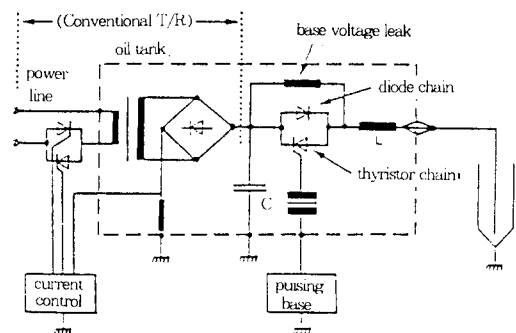 (Conventional T/R)
base voltage leak
oil tank
power
line
diode chain
L
thyristor chain
C
current
control
pulsing
base